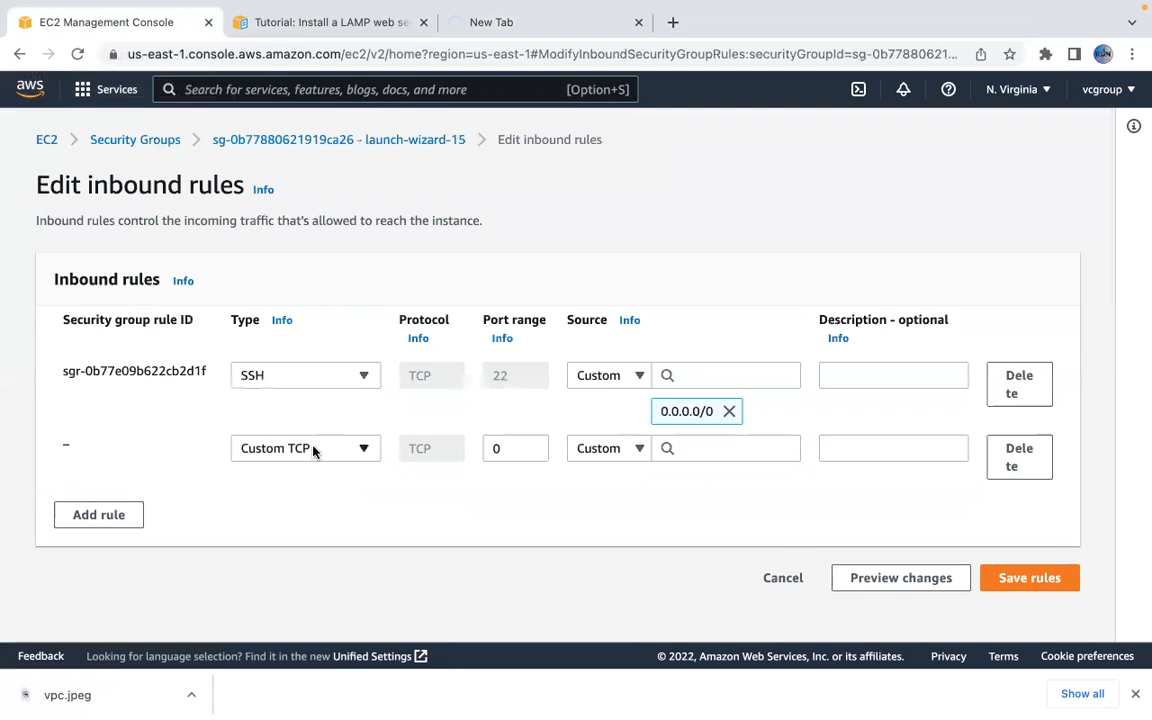 EC2 Management Console
Tutorial: Install a LAMP web se
New Tab
us-east-1.console.aws.amazon.com/ec2/v2/home?region=us-east-1#ModifyInboundSecurityGroupRules:securityGroupId=sg-0b77880621...
aws
Services
Search for services, features, blogs, docs, and more
[Option+S]
N. Virginia
vcgroup
EC2
Security Groups
sg-0b77880621919ca26 - launch-wizard-15
Edit inbound rules
Edit inbound rules Info
Inbound rules control the incoming traffic that's allowed to reach the instance.
Inbound rules Info
Security group rule ID
Type Info
Protocol
Info
Port range
Info
Source Info
Description - optional
Info
sgr-0b77e09b622cb2d1f
SSH
TCP
22
Custom
Dele
te
0.0.0.0/0
–
Custom TCP
TCP
0
Custom
Dele
te
Add rule
Cancel
Preview changes
Save rules
Feedback
Looking for language selection? Find it in the new Unified Settings
© 2022, Amazon Web Services, Inc. or its affiliates.
Privacy
Terms
Cookie preferences
vpc.jpeg
Show all